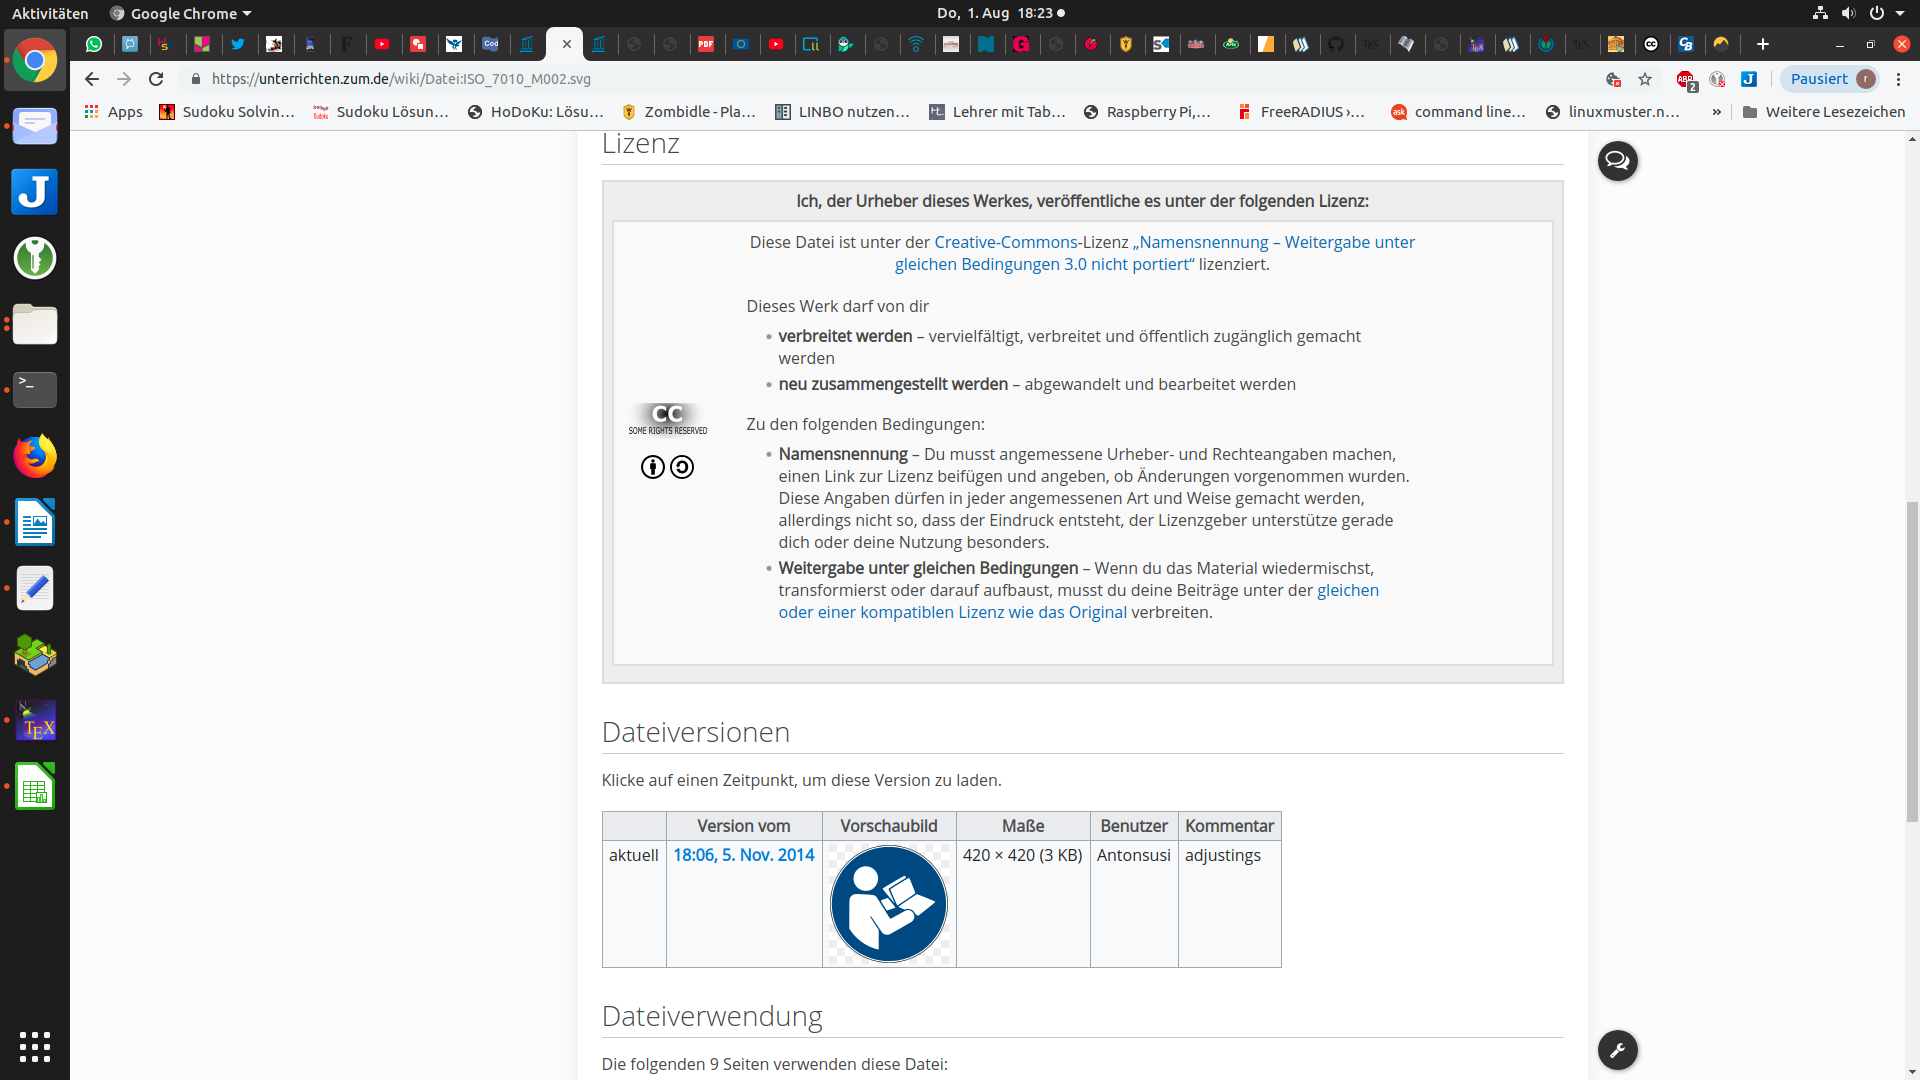 Aktivitäten
Google Chrome
Do, 1. Aug 18:23
https://unterrichten.zum.de/wiki/Datei:ISO_7010_M002.svg
2
Pausiert
r
Apps
Sudoku Solvin…
Sudoku Lösun…
HoDoKu: Lösu…
Zombidle - Pla…
LINBO nutzen…
Lehrer mit Tab…
Raspberry Pi,…
FreeRADIUS ›…
command line…
linuxmuster.n…
»
Weitere Lesezeichen
Lizenz
Ich, der Urheber dieses Werkes, veröffentliche es unter der folgenden Lizenz:
Diese Datei ist unter der Creative-Commons-Lizenz „Namensnennung – Weitergabe unter
gleichen Bedingungen 3.0 nicht portiert“ lizenziert.
Dieses Werk darf von dir
• verbreitet werden – vervielfältigt, verbreitet und öffentlich zugänglich gemacht
werden
• neu zusammengestellt werden – abgewandelt und bearbeitet werden
CC
SOME RIGHTS RESERVED
Zu den folgenden Bedingungen:
• Namensnennung – Du musst angemessene Urheber- und Rechteangaben machen,
einen Link zur Lizenz beifügen und angeben, ob Änderungen vorgenommen wurden.
Diese Angaben dürfen in jeder angemessenen Art und Weise gemacht werden,
allerdings nicht so, dass der Eindruck entsteht, der Lizenzgeber unterstütze gerade
dich oder deine Nutzung besonders.
• Weitergabe unter gleichen Bedingungen – Wenn du das Material wiedermischst,
transformierst oder darauf aufbaust, musst du deine Beiträge unter der gleichen
oder einer kompatiblen Lizenz wie das Original verbreiten.
Dateiversionen
Klicke auf einen Zeitpunkt, um diese Version zu laden.
Version vom Vorschaubild Maße Benutzer Kommentar
aktuell 18:06, 5. Nov. 2014 420 × 420 (3 KB) Antonsusi adjustings
Dateiverwendung
Die folgenden 9 Seiten verwenden diese Datei: